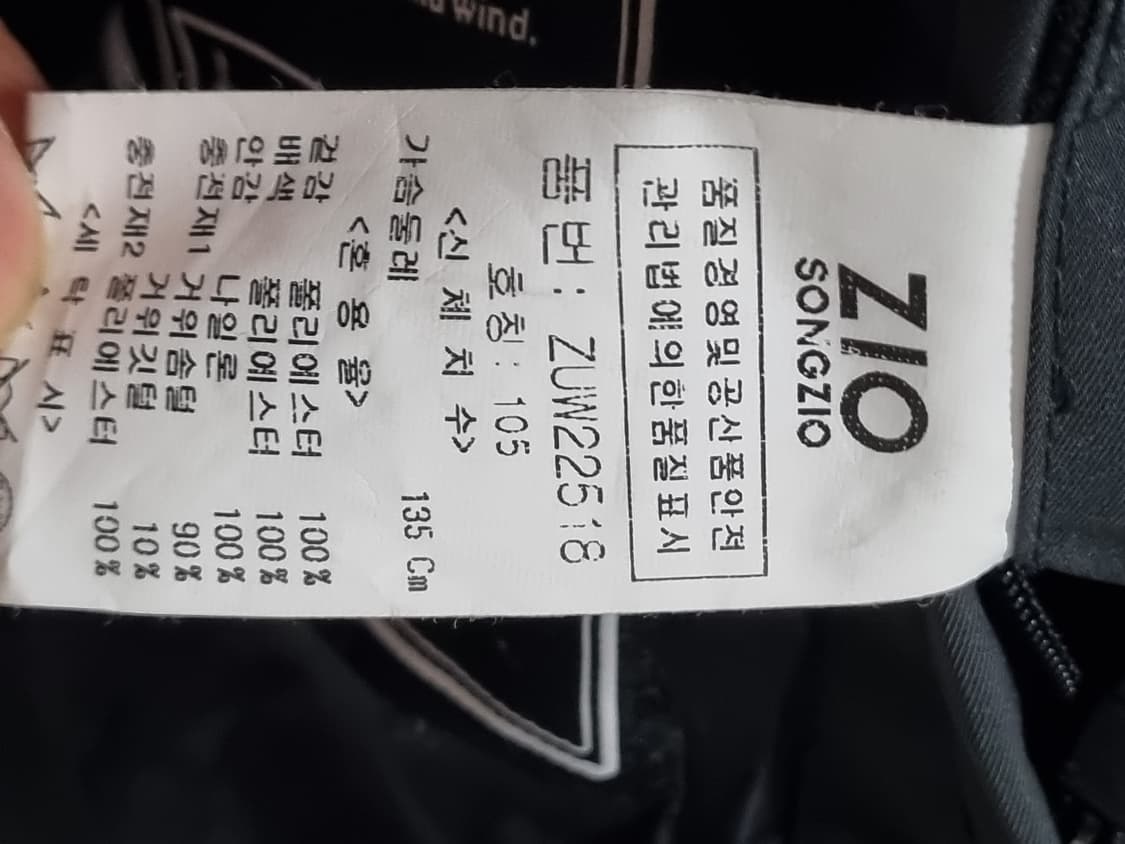 ZIO
SONGZIO
품질경영및공산품안전
관리법에의한품질표시
품 번: ZUW22518
호칭: 105
<신 체 치 수>
가슴둘레 135 Cm
<혼 용 율>
겉감 폴리에스터 100%
배색 폴리에스터 100%
안감 나일론 100%
충전재1 거위솜털 90%
거위깃털 10%
충전재2 폴리에스터 100%
<세 탁 표 시>
wind.